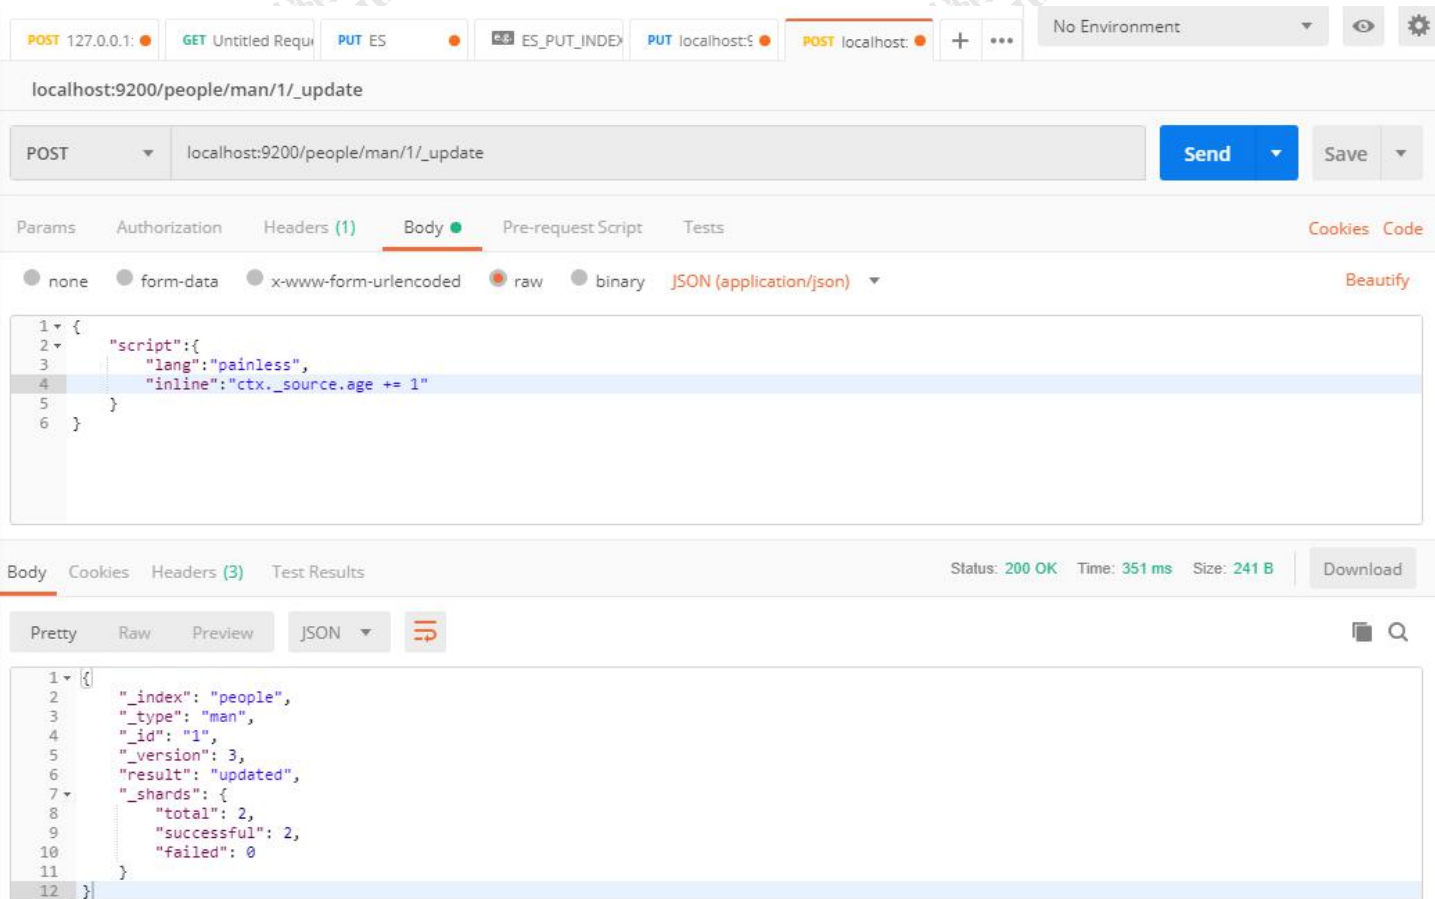 POST 127.0.0.1: GET Untitled Requ PUT ES e.g. ES_PUT_INDEX PUT localhost:9 POST localhost: + ••• No Environment
localhost:9200/people/man/1/_update
POST localhost:9200/people/man/1/_update Send Save
Params Authorization Headers (1) Body Pre-request Script Tests Cookies Code
none form-data x-www-form-urlencoded raw binary JSON (application/json) Beautify
1 {
2 "script":{
3 "lang":"painless",
4 "inline":"ctx._source.age += 1"
5 }
6 }
Body Cookies Headers (3) Test Results Status: 200 OK Time: 351 ms Size: 241 B Download
Pretty Raw Preview JSON
1 {
2 "_index": "people",
3 "_type": "man",
4 "_id": "1",
5 "_version": 3,
6 "result": "updated",
7 "_shards": {
8 "total": 2,
9 "successful": 2,
10 "failed": 0
11 }
12 }